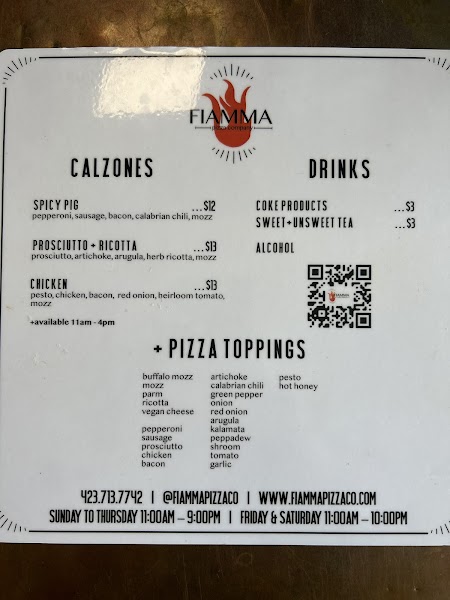 FIAMMA
pizza company
CALZONES
SPICY PIG ...$12
pepperoni, sausage, bacon, calabrian chili, mozz
PROSCIUTTO + RICOTTA ...$13
prosciutto, artichoke, arugula, herb ricotta, mozz
CHICKEN ...$13
pesto, chicken, bacon, red onion, heirloom tomato,
mozz
+available 11am - 4pm
DRINKS
COKE PRODUCTS ...$3
SWEET+UNSWEET TEA ...$3
ALCOHOL
FIAMMA
+ PIZZA TOPPINGS
buffalo mozz
mozz
parm
ricotta
vegan cheese
pepperoni
sausage
prosciutto
chicken
bacon
artichoke
calabrian chili
green pepper
onion
red onion
arugula
kalamata
peppadew
shroom
tomato
garlic
pesto
hot honey
423.713.7742 | @FIAMMAPIZZACO | WWW.FIAMMAPIZZACO.COM
SUNDAY TO THURSDAY 11:00AM – 9:00PM | FRIDAY & SATURDAY 11:00AM – 10:00PM